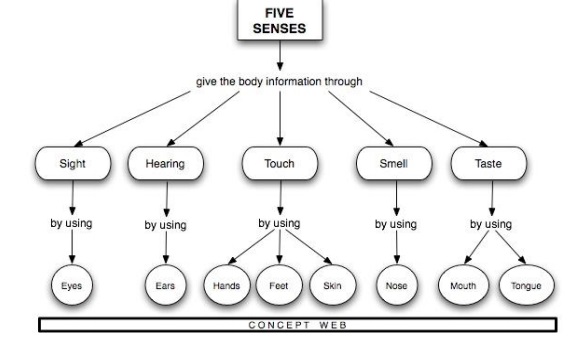 FIVE
SENSES
give the body information through
Sight Hearing Touch Smell Taste
by using by using by using by using by using
Eyes Ears Hands Feet Skin Nose Mouth Tongue
CONCEPT WEB